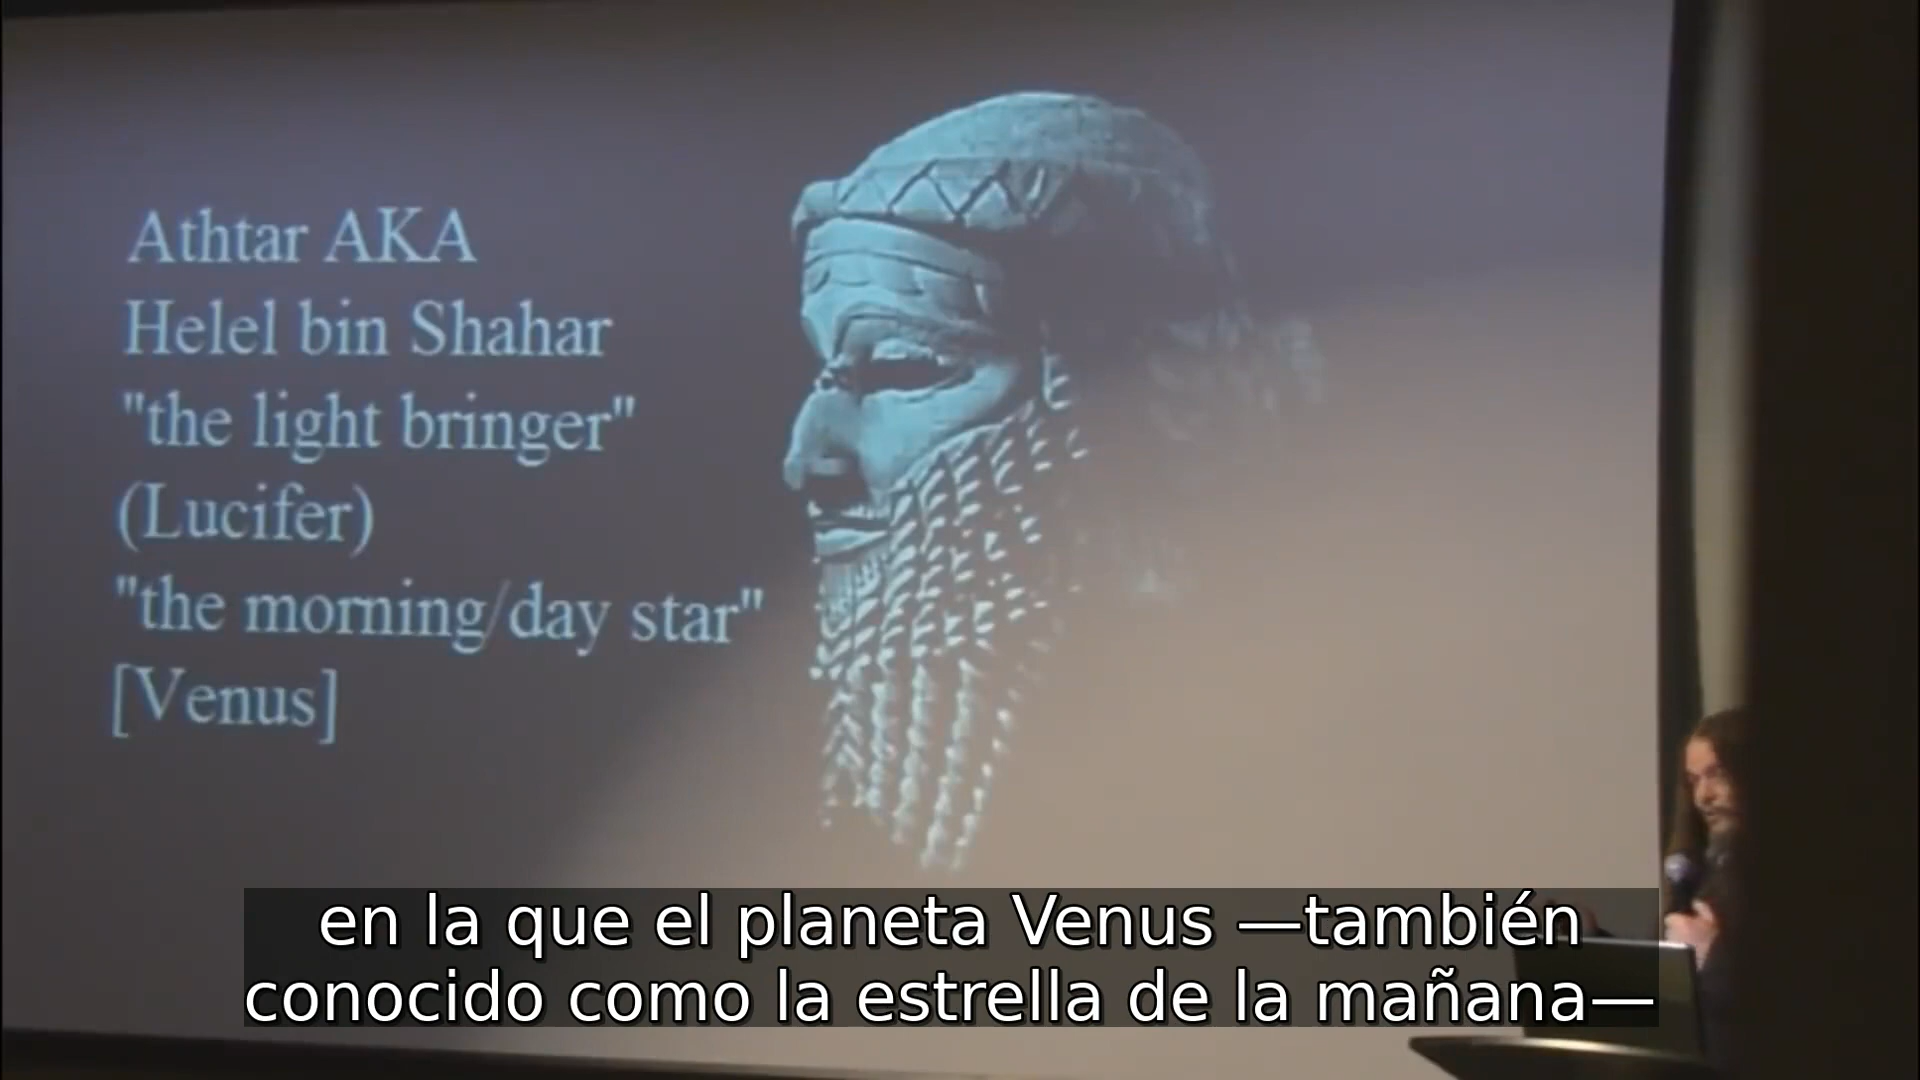 Athtar AKA
Helel bin Shahar
"the light bringer"
(Lucifer)
"the morning/day star"
[Venus]
en la que el planeta Venus —también
conocido como la estrella de la mañana—